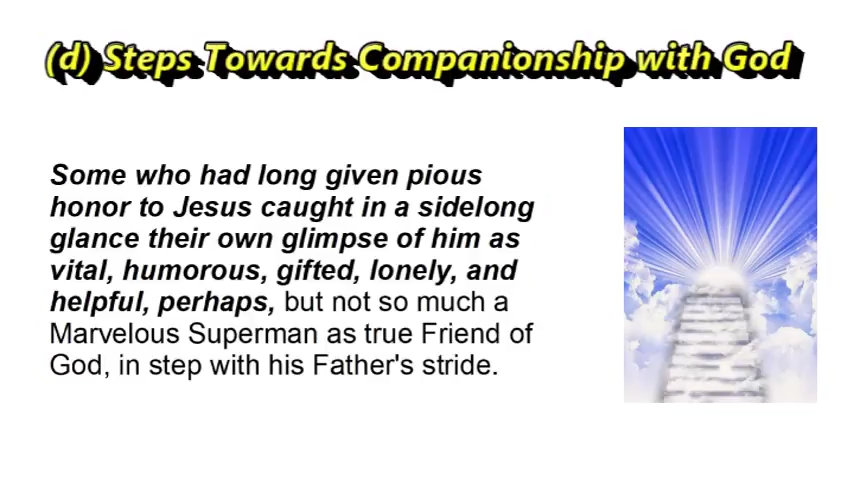 (d) Steps Towards Companionship with God
Some who had long given pious
honor to Jesus caught in a sidelong
glance their own glimpse of him as
vital, humorous, gifted, lonely, and
helpful, perhaps, but not so much a
Marvelous Superman as true Friend of
God, in step with his Father's stride.